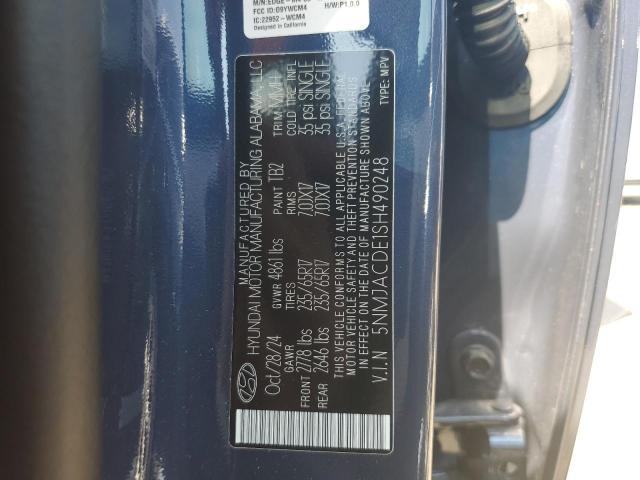 M/N:EDGE
FCC ID:O9YWCM4
H/W:P1.0.0
IC:22952-WCM4
Designed in California
MANUFACTURED BY
HYUNDAI MOTOR MANUFACTURING ALABAMA, LLC
Oct/28/24 GVWR 4861lbs PAINT TB2 TRIM MMH
GAWR TIRES RIMS COLD TIRE INFL
FRONT 2778 lbs 235/65R17 7.0JX17 35 psi SINGLE
REAR 2646 lbs 235/65R17 7.0JX17 35 psi SINGLE
THIS VEHICLE CONFORMS TO ALL APPLICABLE U.S.A. FEDERAL
MOTOR VEHICLE SAFETY AND THEFT PREVENTION STANDARDS
IN EFFECT ON THE DATE OF MANUFACTURE SHOWN ABOVE.
V.I.N 5NMJACDE1SH490248 TYPE: MPV